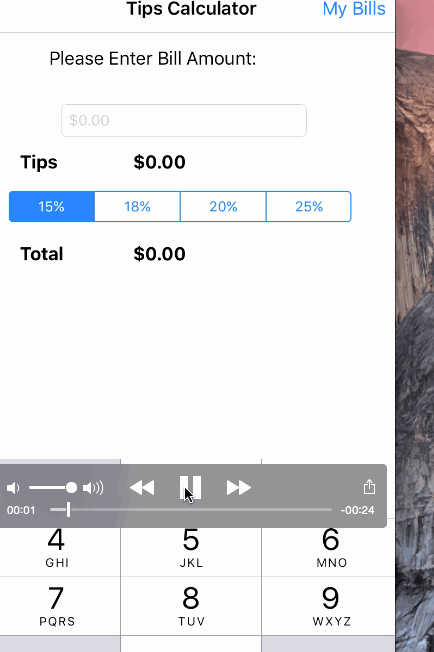 Tips Calculator My Bills
Please Enter Bill Amount:
$0.00
Tips $0.00
15% 18% 20% 25%
Total $0.00
00:01 -00:24
4 5 6
GHI JKL MNO
7 8 9
PQRS TUV WXYZ